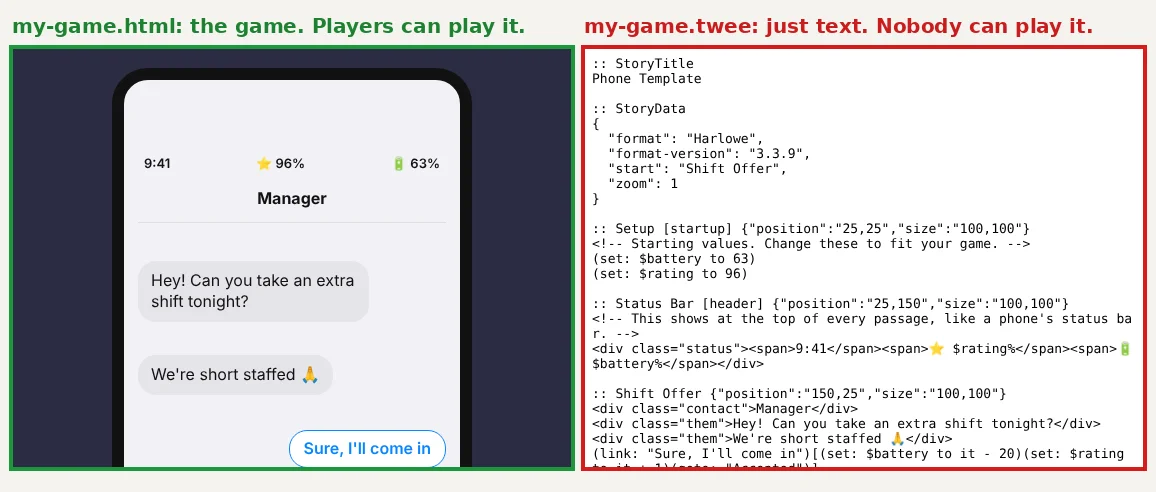 my-game.html: the game. Players can play it.
9:41 ⭐ 96% 🔋 63%
Manager
Hey! Can you take an extra
shift tonight?
We're short staffed 🙏
Sure, I'll come in
my-game.twee: just text. Nobody can play it.
:: StoryTitle
Phone Template
:: StoryData
{
"format": "Harlowe",
"format-version": "3.3.9",
"start": "Shift Offer",
"zoom": 1
}
:: Setup [startup] {"position":"25,25","size":"100,100"}
<!-- Starting values. Change these to fit your game. -->
(set: $battery to 63)
(set: $rating to 96)
:: Status Bar [header] {"position":"25,150","size":"100,100"}
<!-- This shows at the top of every passage, like a phone's status ba
r. -->
<div class="status"><span>9:41</span><span>⭐ $rating%</span><span>🔋
$battery%</span></div>
:: Shift Offer {"position":"150,25","size":"100,100"}
<div class="contact">Manager</div>
<div class="them">Hey! Can you take an extra shift tonight?</div>
<div class="them">We're short staffed 🙏</div>
(link: "Sure, I'll come in")[(set: $battery to it - 20)(set: $rating
to it + 1)(goto: "Accepted")]